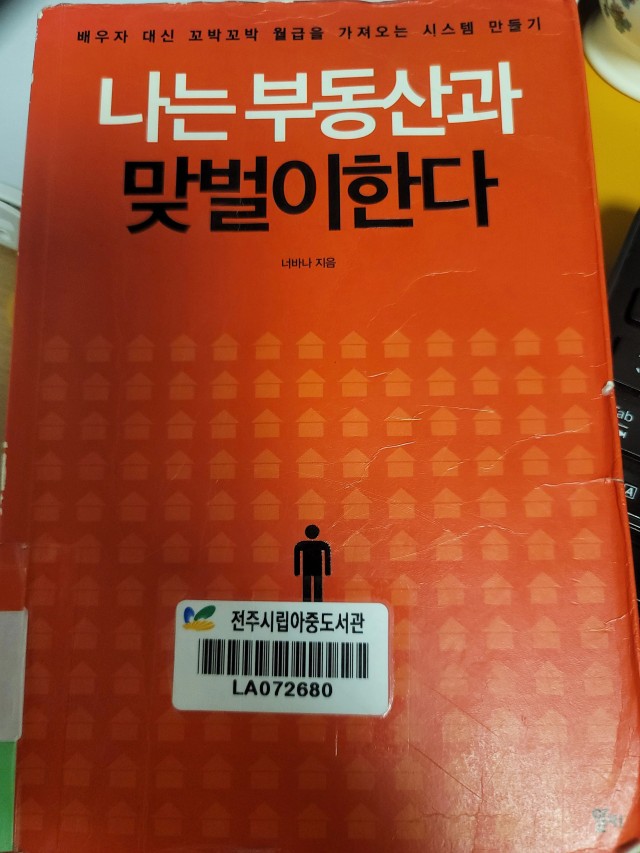 배우자 대신 꼬박꼬박 월급을 가져오는 시스템 만들기
나는 부동산과
맞벌이한다
너바나 지음
전주시립아중도서관
LA072680
Tab
A